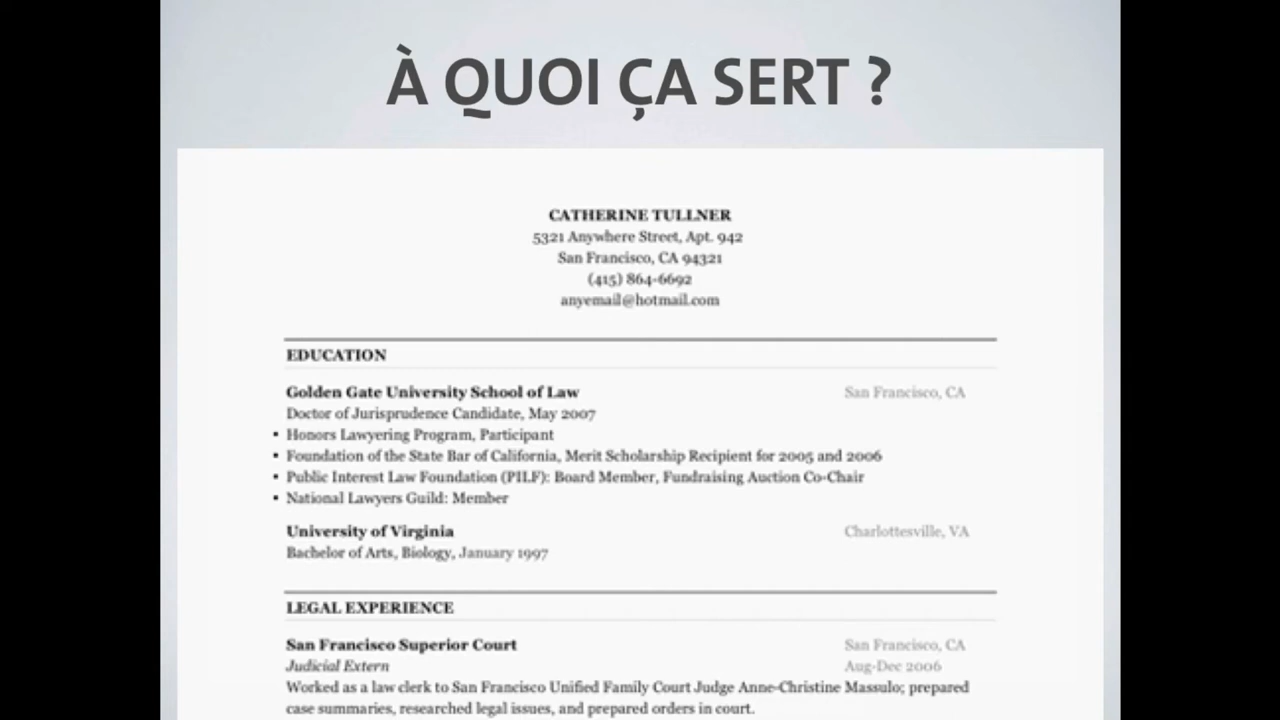 À QUOI ÇA SERT ?
CATHERINE TULLNER
5321 Anywhere Street, Apt. 942
San Francisco, CA 94321
(415) 864-6692
anyemail@hotmail.com
EDUCATION
Golden Gate University School of Law San Francisco, CA
Doctor of Jurisprudence Candidate, May 2007
• Honors Lawyering Program, Participant
• Foundation of the State Bar of California, Merit Scholarship Recipient for 2005 and 2006
• Public Interest Law Foundation (PILF): Board Member, Fundraising Auction Co-Chair
• National Lawyers Guild: Member
University of Virginia Charlottesville, VA
Bachelor of Arts, Biology, January 1997
LEGAL EXPERIENCE
San Francisco Superior Court San Francisco, CA
Judicial Extern Aug-Dec 2006
Worked as a law clerk to San Francisco Unified Family Court Judge Anne-Christine Massulo; prepared
case summaries, researched legal issues, and prepared orders in court.